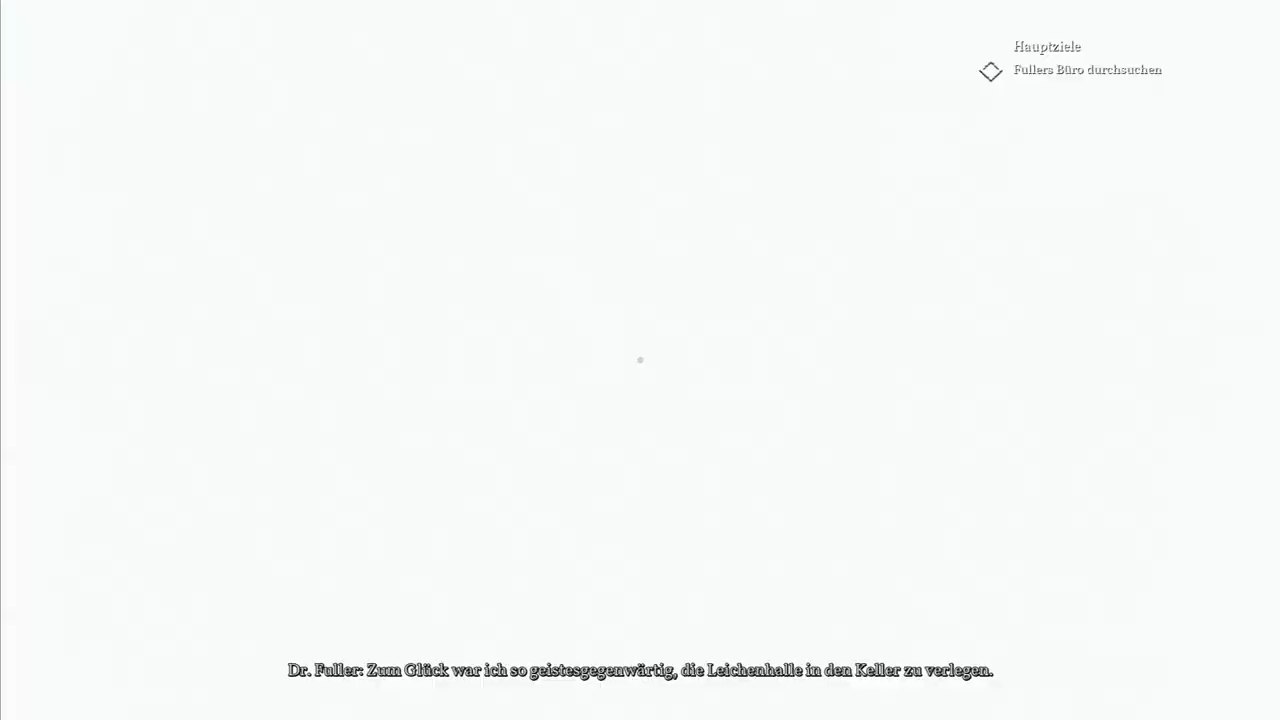 Hauptziele
Fullers Büro durchsuchen
Dr. Fuller: Zum Glück war ich so geistesgegenwärtig, die Leichenhalle in den Keller zu verlegen.